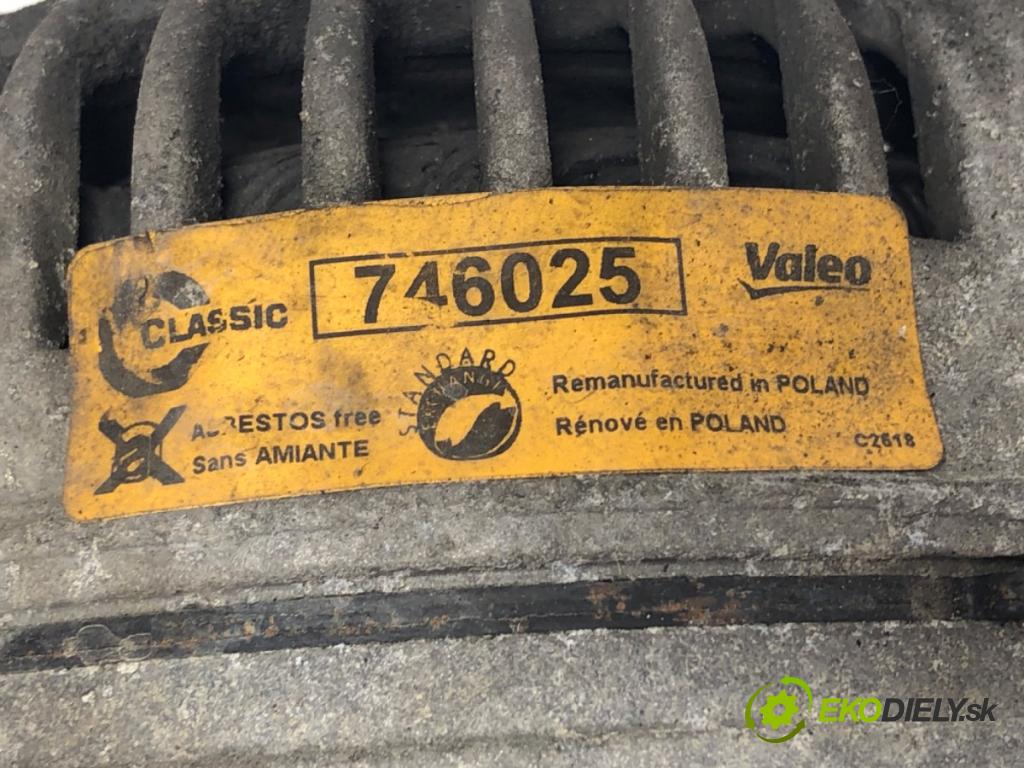 CLASSIC
746025
Valeo
STANDARD
ASBESTOS free
Sans AMIANTE
Remanufactured in POLAND
Rénové en POLAND
C2618
EKODIELY.sk